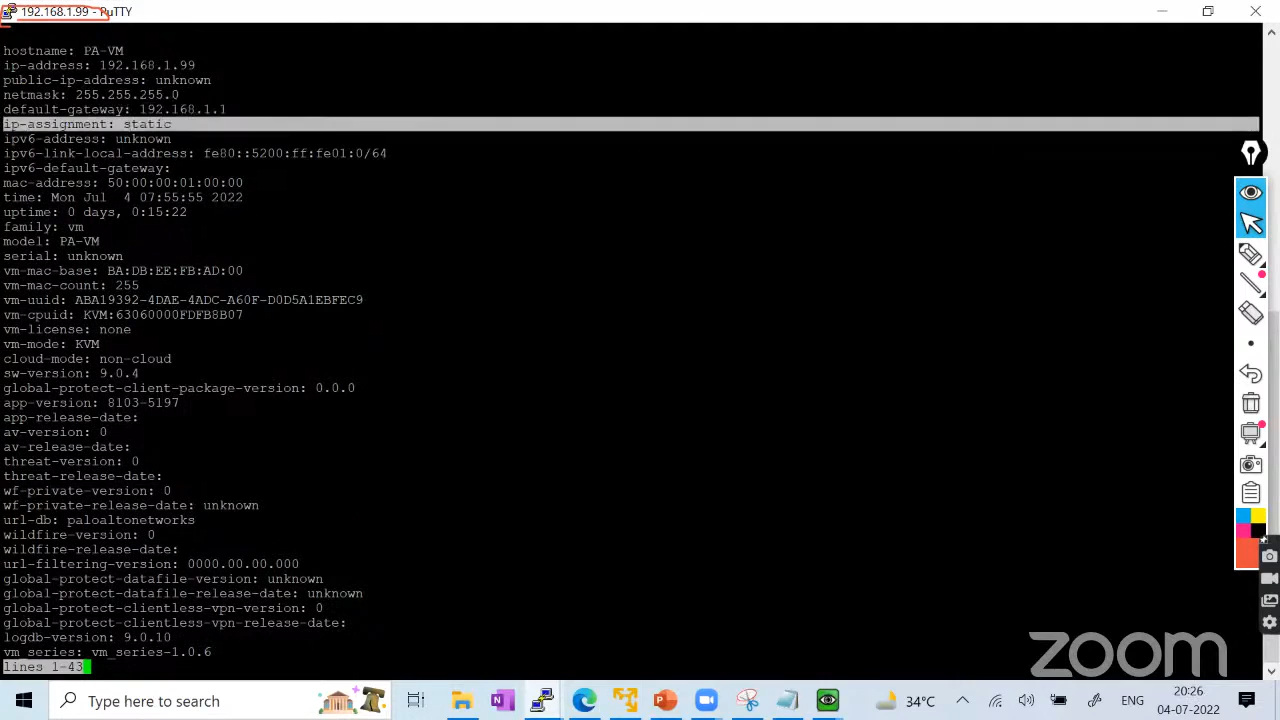 192.168.1.99 - PuTTY
hostname: PA-VM
ip-address: 192.168.1.99
public-ip-address: unknown
netmask: 255.255.255.0
default-gateway: 192.168.1.1
ip-assignment: static
ipv6-address: unknown
ipv6-link-local-address: fe80::5200:ff:fe01:0/64
ipv6-default-gateway:
mac-address: 50:00:00:01:00:00
time: Mon Jul  4 07:55:55 2022
uptime: 0 days, 0:15:22
family: vm
model: PA-VM
serial: unknown
vm-mac-base: BA:DB:EE:FB:AD:00
vm-mac-count: 255
vm-uuid: ABA19392-4DAE-4ADC-A60F-D0D5A1EBFEC9
vm-cpuid: KVM:63060000FDFB8B07
vm-license: none
vm-mode: KVM
cloud-mode: non-cloud
sw-version: 9.0.4
global-protect-client-package-version: 0.0.0
app-version: 8103-5197
app-release-date:
av-version: 0
av-release-date:
threat-version: 0
threat-release-date:
wf-private-version: 0
wf-private-release-date: unknown
url-db: paloaltonetworks
wildfire-version: 0
wildfire-release-date:
url-filtering-version: 0000.00.00.000
global-protect-datafile-version: unknown
global-protect-datafile-release-date: unknown
global-protect-clientless-vpn-version: 0
global-protect-clientless-vpn-release-date:
logdb-version: 9.0.10
vm_series: vm_series-1.0.6
lines 1-43
zoom
Type here to search
34°C
ENG
20:26
04-07-2022